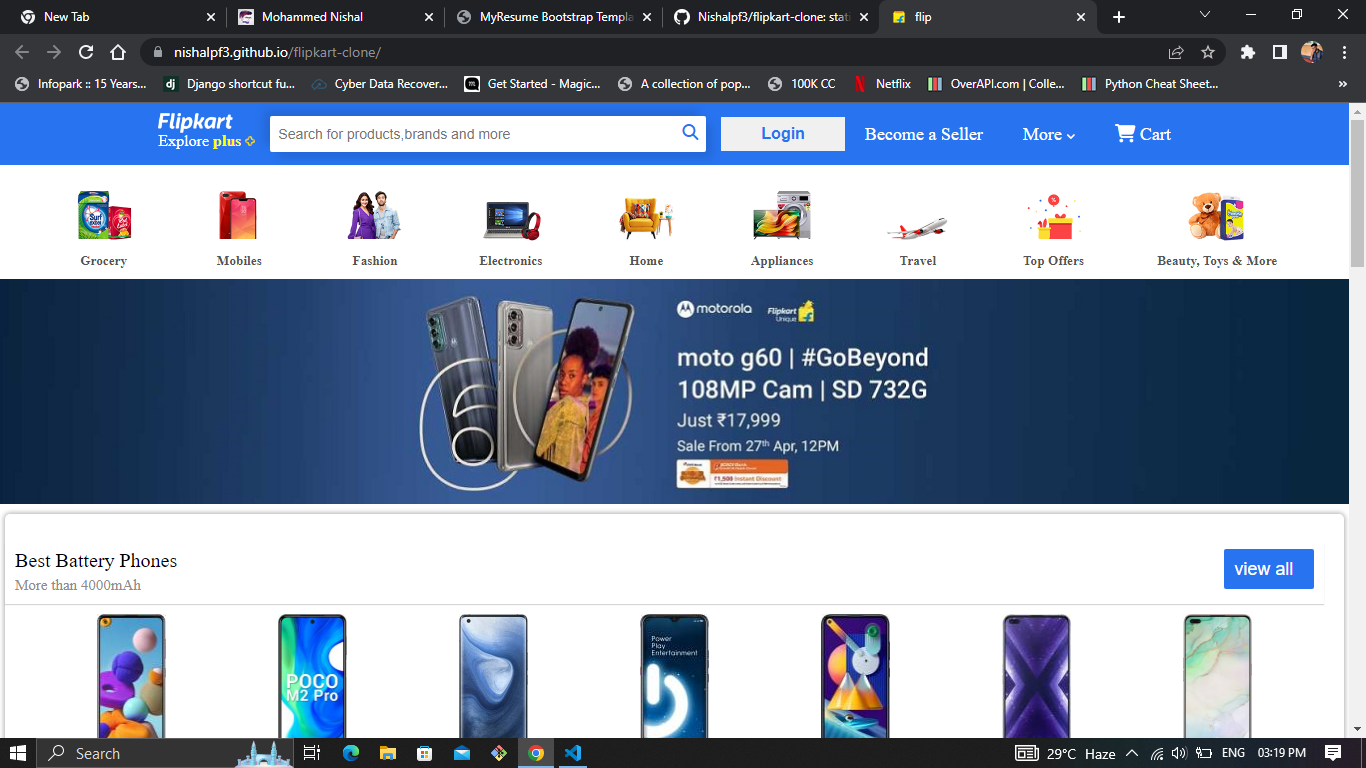 New Tab
Mohammed Nishal
MyResume Bootstrap Templa
Nishalpf3/flipkart-clone: stati
flip
nishalpf3.github.io/flipkart-clone/
Infopark :: 15 Years...
dj Django shortcut fu...
Cyber Data Recover...
Get Started - Magic...
A collection of pop...
100K CC
Netflix
OverAPI.com | Colle...
Python Cheat Sheet...
»
Flipkart
Explore plus
Search for products,brands and more
Login
Become a Seller
More
Cart
Grocery
Mobiles
Fashion
Electronics
Home
Appliances
Travel
Top Offers
Beauty, Toys & More
motorola
Flipkart
Unique
moto g60 | #GoBeyond
108MP Cam | SD 732G
Just ₹17,999
Sale From 27th Apr, 12PM
₹1,500 Instant Discount
Best Battery Phones
More than 4000mAh
view all
POCO
M2 Pro
Power
Play
Entertainment
Search
29°C Haze
ENG
03:19 PM